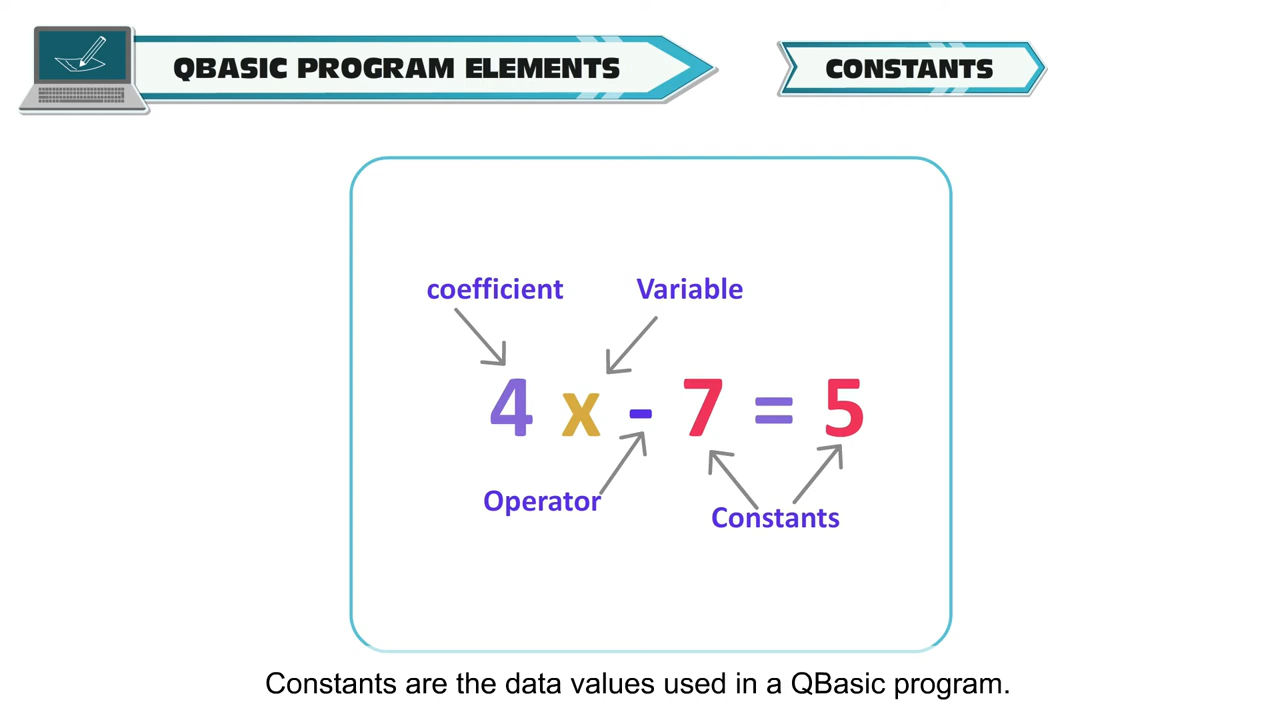 QBASIC PROGRAM ELEMENTS
CONSTANTS
coefficient Variable
4 x - 7 = 5
Operator
Constants
Constants are the data values used in a QBasic program.